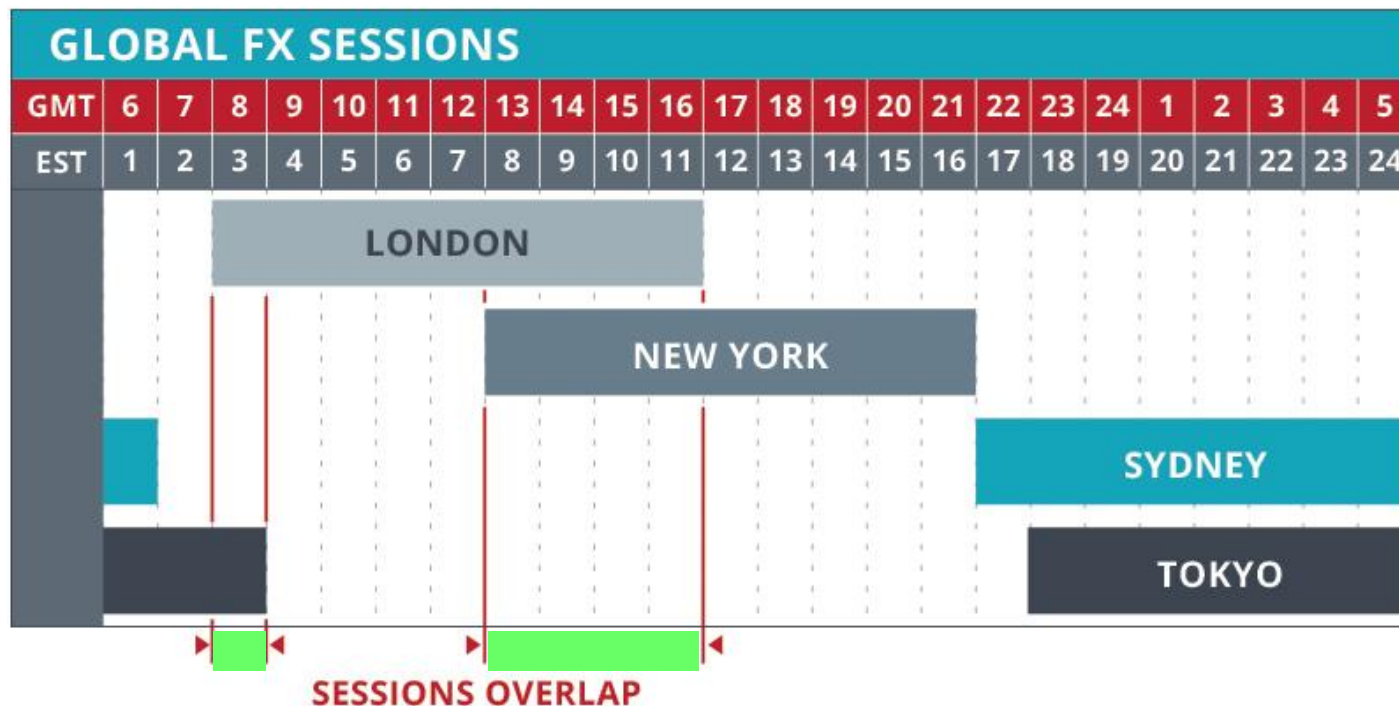 GLOBAL FX SESSIONS
GMT 6 7 8 9 10 11 12 13 14 15 16 17 18 19 20 21 22 23 24 1 2 3 4 5
EST 1 2 3 4 5 6 7 8 9 10 11 12 13 14 15 16 17 18 19 20 21 22 23 24
LONDON
NEW YORK
SYDNEY
TOKYO
SESSIONS OVERLAP